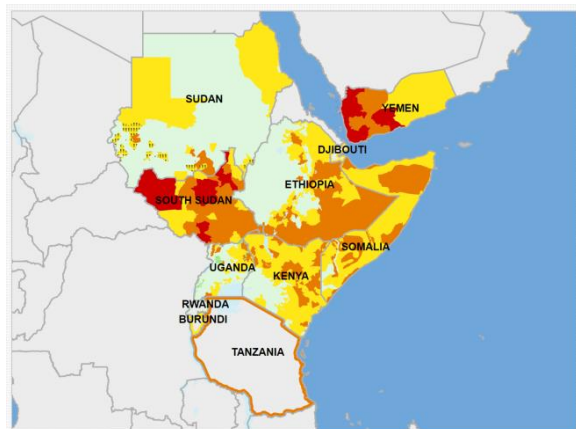 SUDAN
YEMEN
DJIBOUTI
ETHIOPIA
SOUTH SUDAN
SOMALIA
UGANDA
KENYA
RWANDA
BURUNDI
TANZANIA